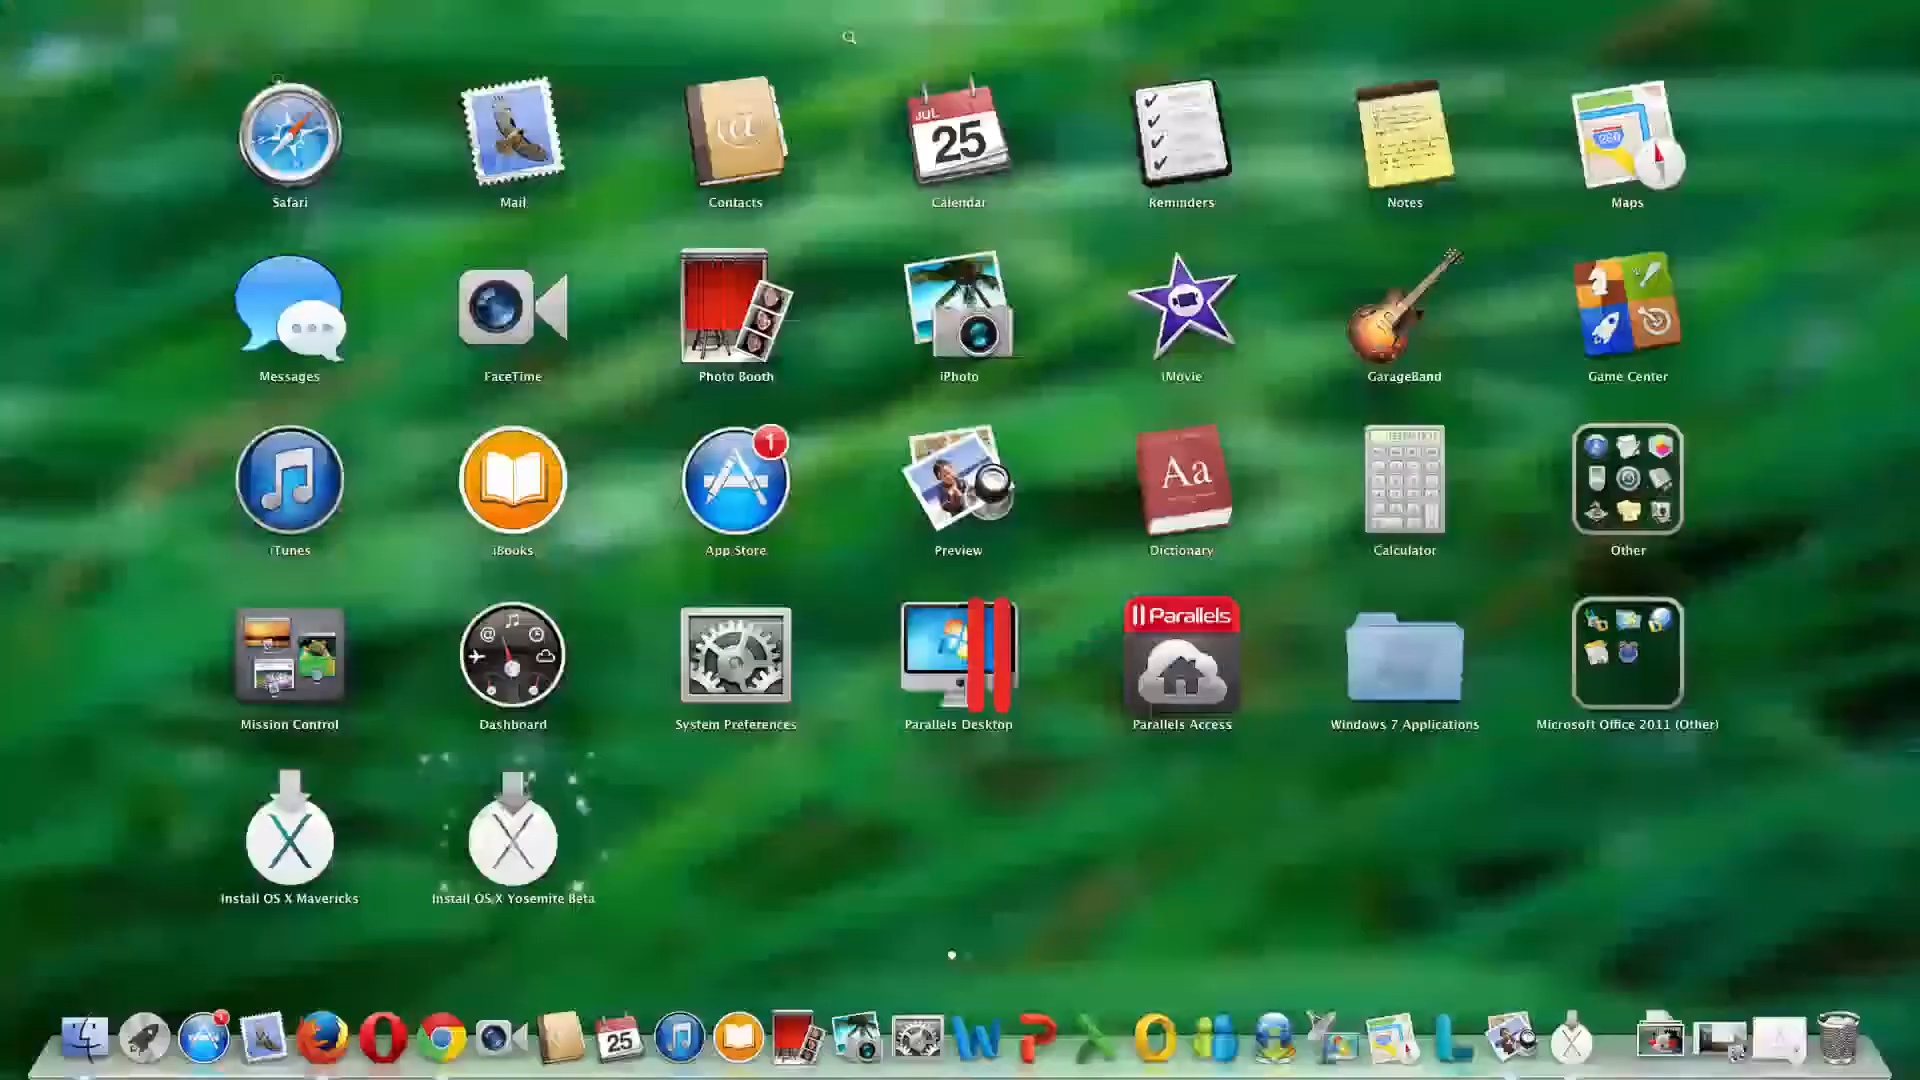 Safari
Mail
Contacts
JUL
25
Calendar
Reminders
Notes
280
Maps
Messages
FaceTime
Photo Booth
iPhoto
iMovie
GarageBand
Game Center
iTunes
iBooks
1
App Store
Preview
Aa
Dictionary
Calculator
Other
Mission Control
Dashboard
System Preferences
Parallels Desktop
Parallels
Parallels Access
Windows 7 Applications
Microsoft Office 2011 (Other)
X
Install OS X Mavericks
X
Install OS X Yosemite Beta
1
25